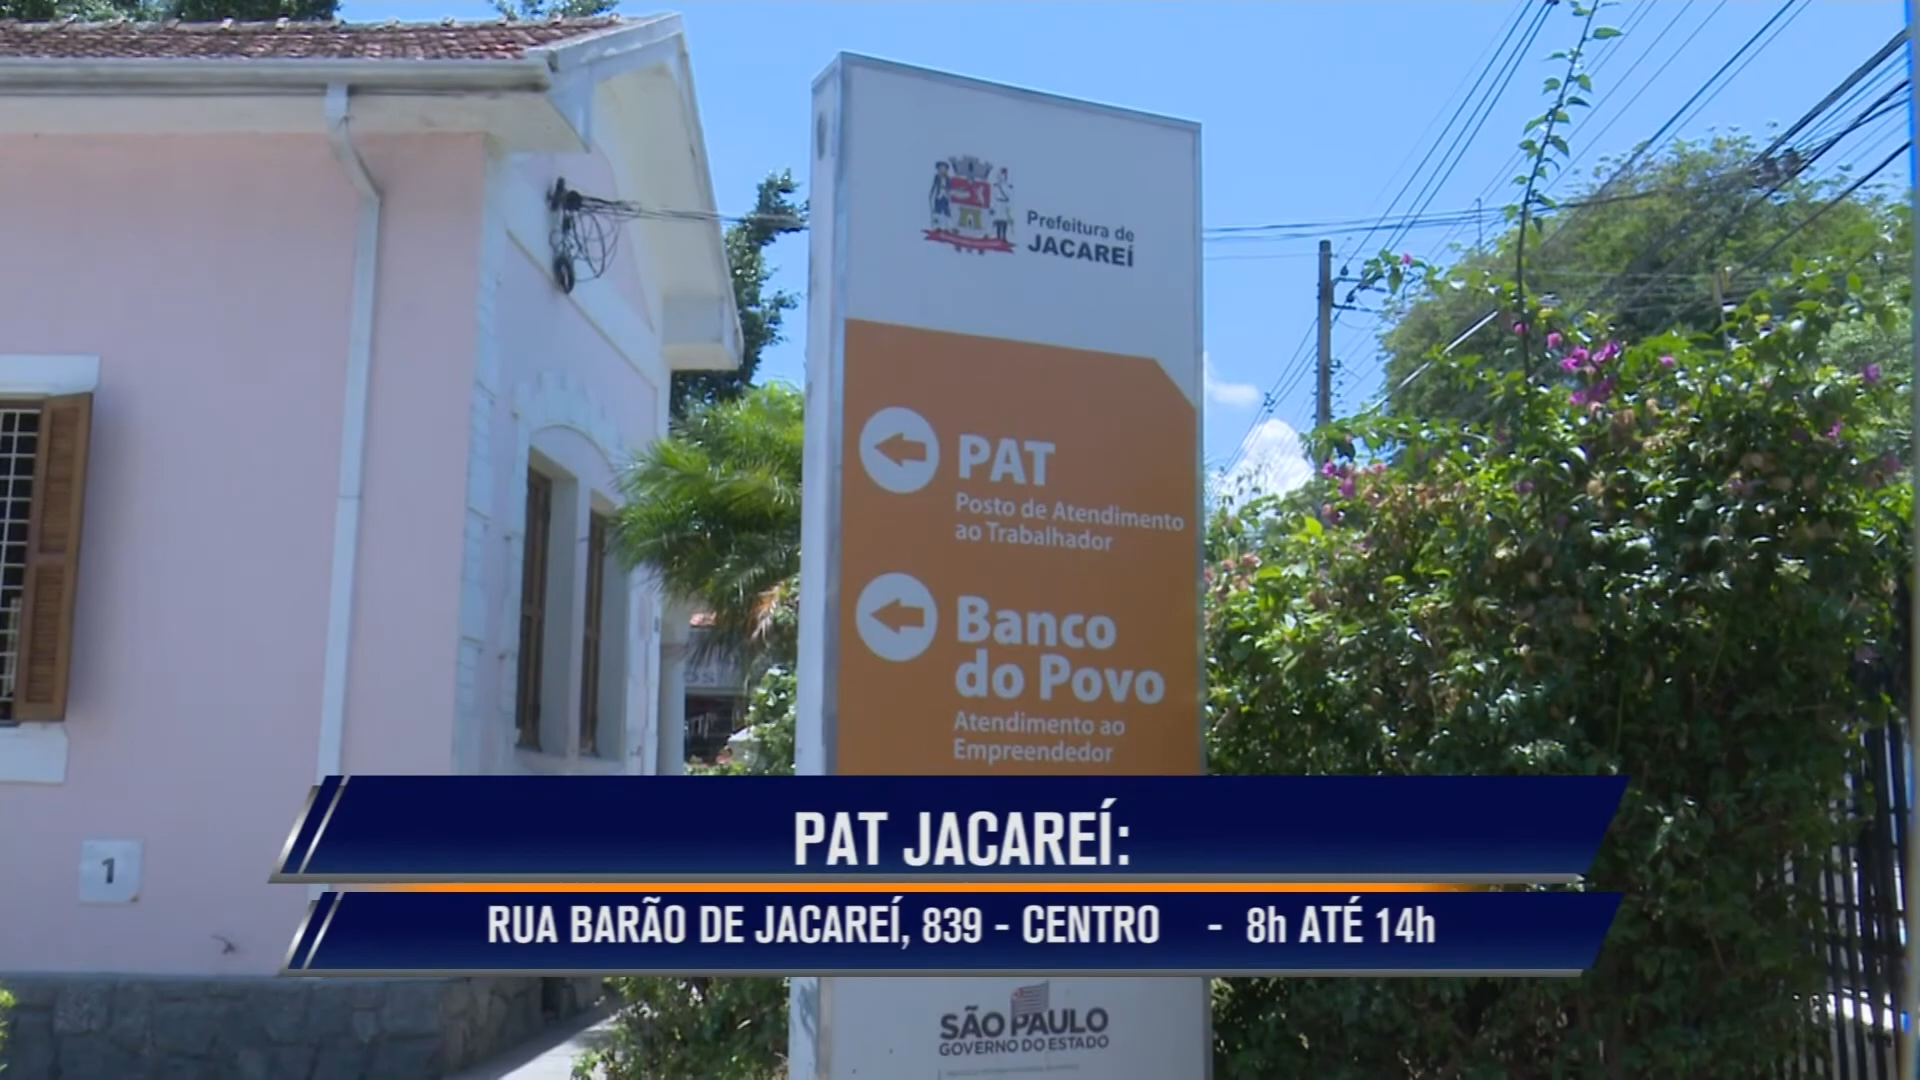 Prefeitura de
JACAREÍ
PAT
Posto de Atendimento
ao Trabalhador
Banco
do Povo
Atendimento ao
Empreendedor
1
PAT JACAREÍ:
RUA BARÃO DE JACAREÍ, 839 - CENTRO - 8h ATÉ 14h
SÃO PAULO
GOVERNO DO ESTADO